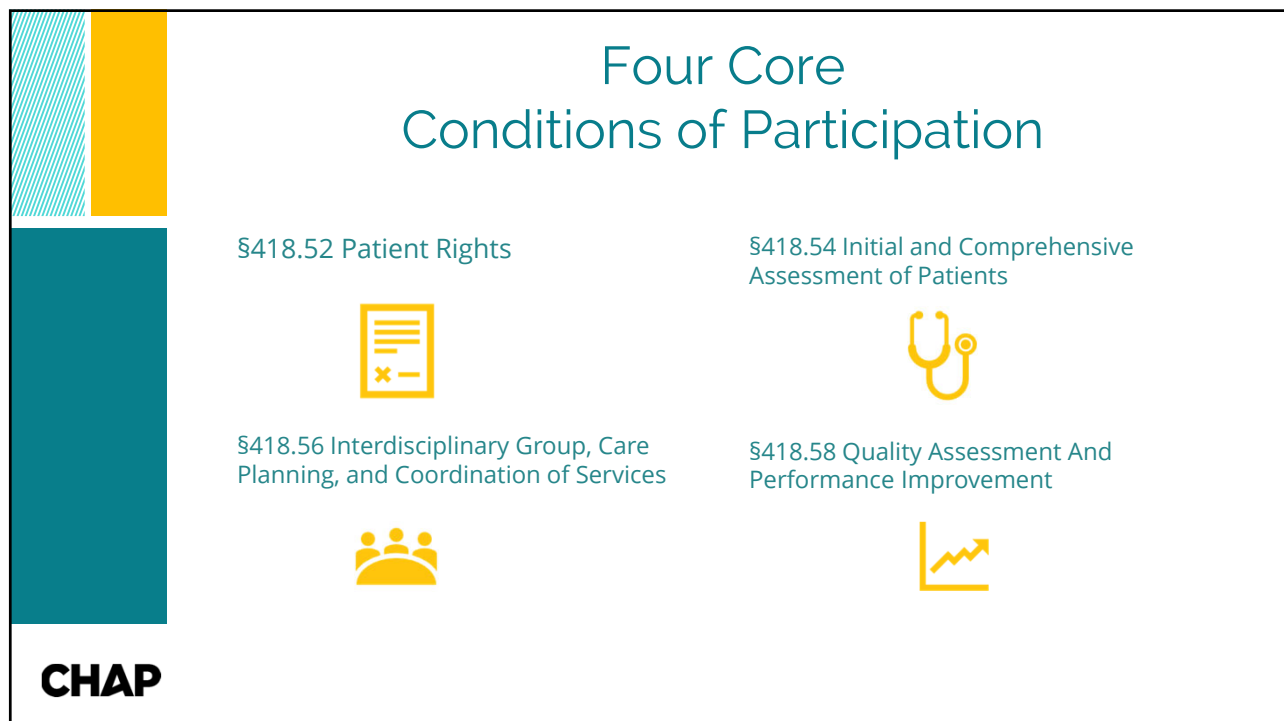 Four Core
Conditions of Participation
§418.52 Patient Rights
§418.54 Initial and Comprehensive
Assessment of Patients
§418.56 Interdisciplinary Group, Care
Planning, and Coordination of Services
§418.58 Quality Assessment And
Performance Improvement
CHAP